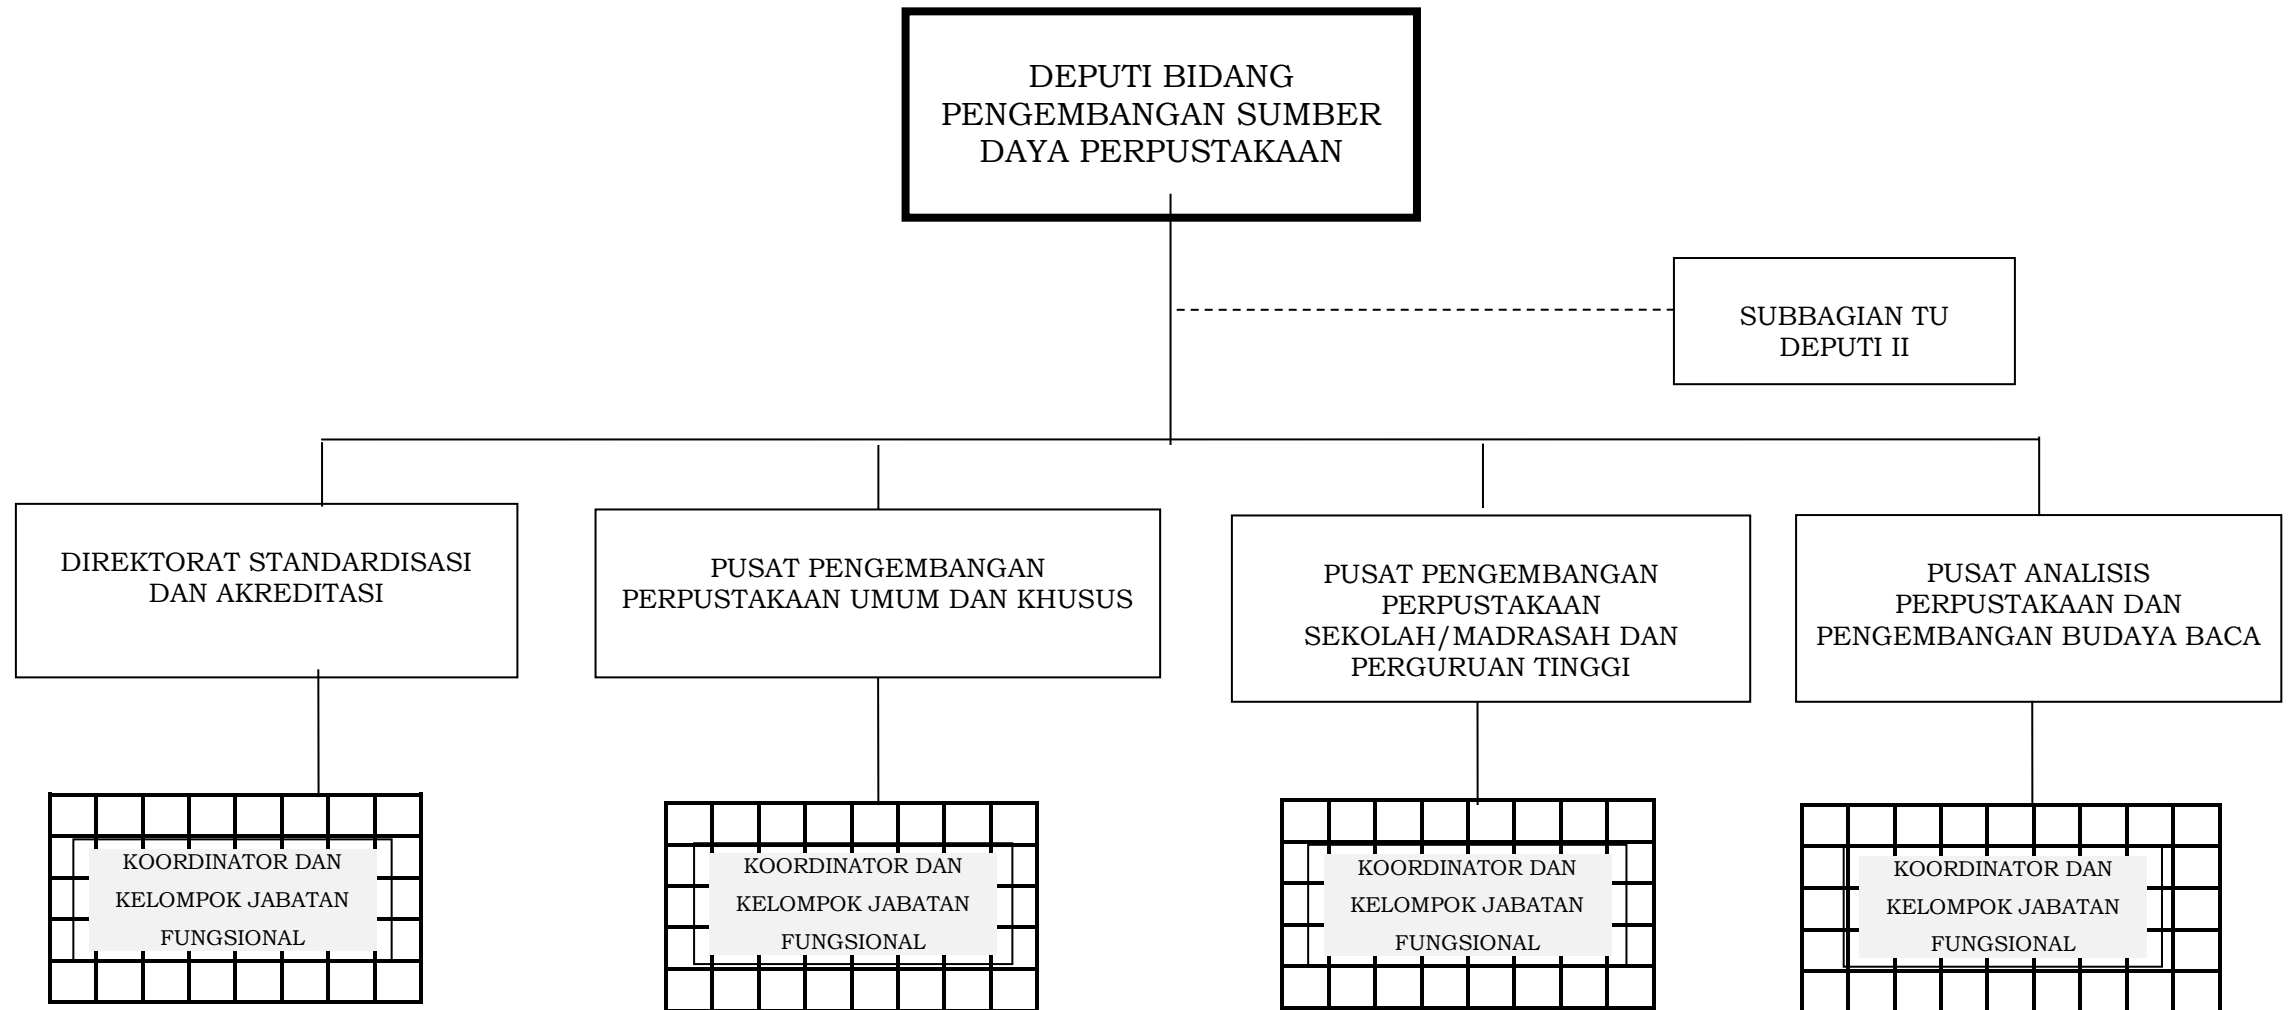 DEPUTI BIDANG
PENGEMBANGAN SUMBER
DAYA PERPUSTAKAAN
SUBBAGIAN TU
DEPUTI II
DIREKTORAT STANDARDISASI
DAN AKREDITASI
PUSAT PENGEMBANGAN
PERPUSTAKAAN UMUM DAN KHUSUS
PUSAT PENGEMBANGAN
PERPUSTAKAAN
SEKOLAH/MADRASAH DAN
PERGURUAN TINGGI
PUSAT ANALISIS
PERPUSTAKAAN DAN
PENGEMBANGAN BUDAYA BACA
KOORDINATOR DAN
KELOMPOK JABATAN
FUNGSIONAL
KOORDINATOR DAN
KELOMPOK JABATAN
FUNGSIONAL
KOORDINATOR DAN
KELOMPOK JABATAN
FUNGSIONAL
KOORDINATOR DAN
KELOMPOK JABATAN
FUNGSIONAL